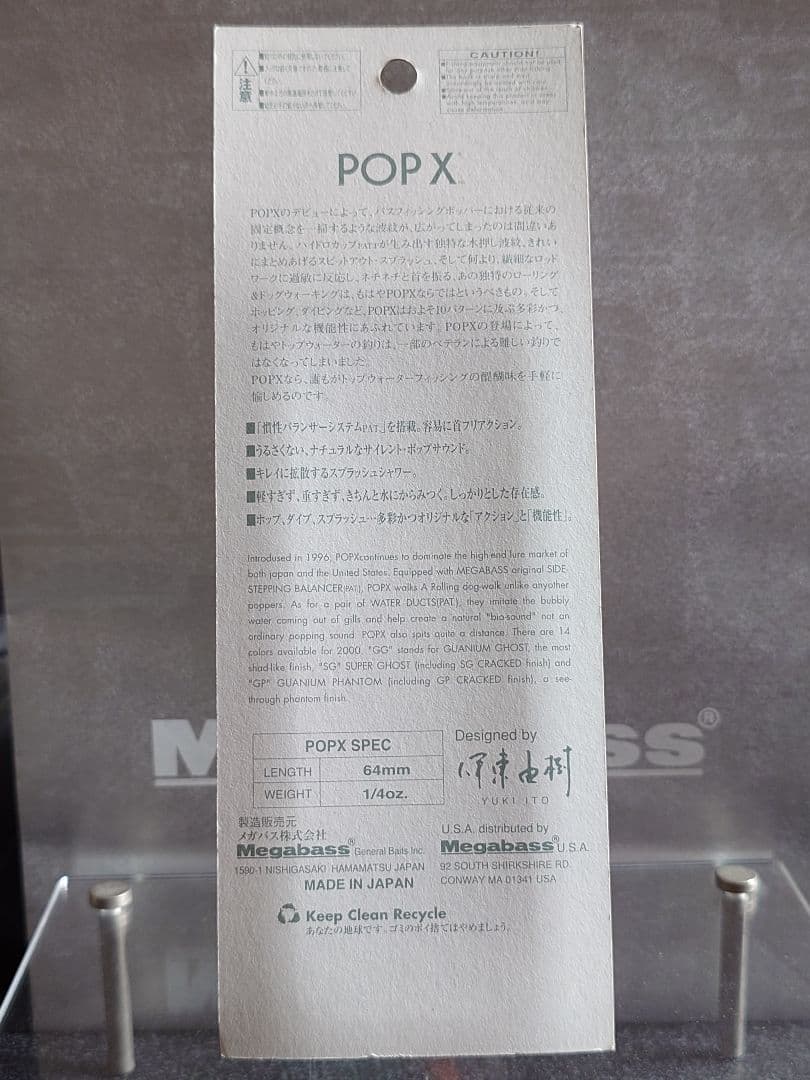 注意
CAUTION!
POP X
POPXのデビューによって、バスフィッシングポッパーにおける従来の
固定概念を一掃するような波紋が、広がってしまったのは間違いあ
りません。ハイドロカップ(PAT.)が生み出す独特な水押し波紋、きれい
にまとめあげるスピットアウト・スプラッシュ、そして何より、繊細なロッド
ワークに過敏に反応し、ネチネチと首を振る、あの独特のローリング
&ドッグウォーキングは、もはやPOPXならではというべきもの。そして
ホッピング、ダイビングなど、POPXはおよそ10パターンに及ぶ多彩かつ、
オリジナルな機能性にあふれています。POPXの登場によって、
もはやトップウォーターの釣りは、一部のベテランによる難しい釣りで
はなくなってしまいました。
POPXなら、誰もがトップウォーターフィッシングの醍醐味を手軽に
愉しめるのです。
■「慣性バランサーシステムPAT.」を搭載。容易に首フリアクション。
■うるさくない、ナチュラルなサイレント・ポップサウンド。
■キレイに拡散するスプラッシュシャワー。
■軽すぎず、重すぎず、きちんと水にからみつく。しっかりとした存在感。
■ホップ、ダイブ、スプラッシュ…多彩かつオリジナルな「アクション」と「機能性」。
Introdused in 1996, POPXcontinues to dominate the high end lure market of
both japan and the United States. Equipped with MEGABASS original SIDE-
STEPPING BALANCER(PAT.), POPX walks A Rolling dog-walk unlike anyother
poppers. As for a pair of WATER DUCTS(PAT.), they imitate the bubbly
water coming out of gills and help create a natural "bio-sound" not an
ordinary popping sound. POPX also spits quite a distance. There are 14
colors available for 2000. "GG" stands for GUANIUM GHOST, the most
shad-like finish, "SG" SUPER GHOST (including SG CRACKED finish) and
"GP" GUANIUM PHANTOM (including GP CRACKED finish), a see-
through phantom finish.
POPX SPEC
LENGTH 64mm
WEIGHT 1/4oz.
Designed by
伊東由樹
YUKI ITO
製造販売元
メガバス株式会社
Megabass® General Baits Inc.
1590-1 NISHIGASAKI HAMAMATSU JAPAN
MADE IN JAPAN
U.S.A. distributed by
Megabass® U.S.A.
92 SOUTH SHIRKSHIRE RD.
CONWAY MA 01341 USA
Keep Clean Recycle
あなたの地球です。ゴミのポイ捨てはやめましょう。
M ASS®